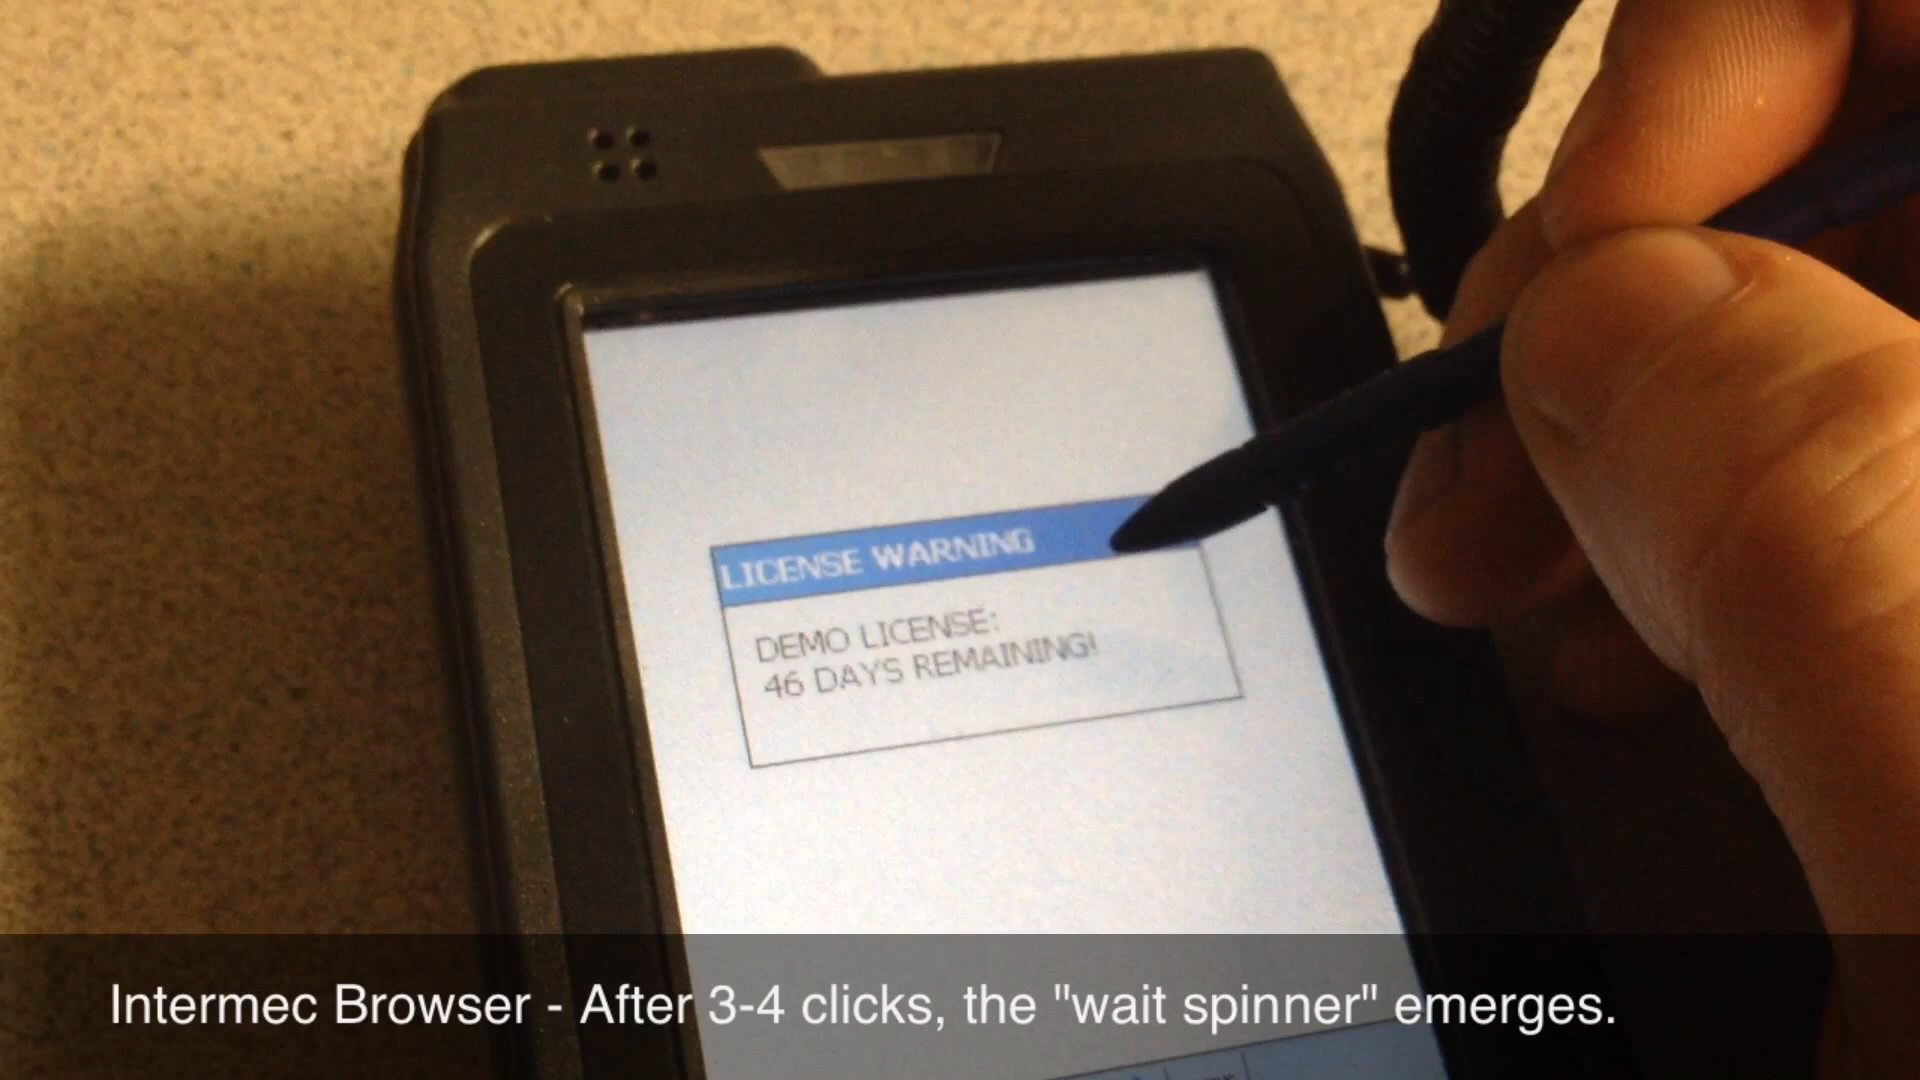 LICENSE WARNING
DEMO LICENSE:
46 DAYS REMAINING!
Intermec Browser - After 3-4 clicks, the "wait spinner" emerges.